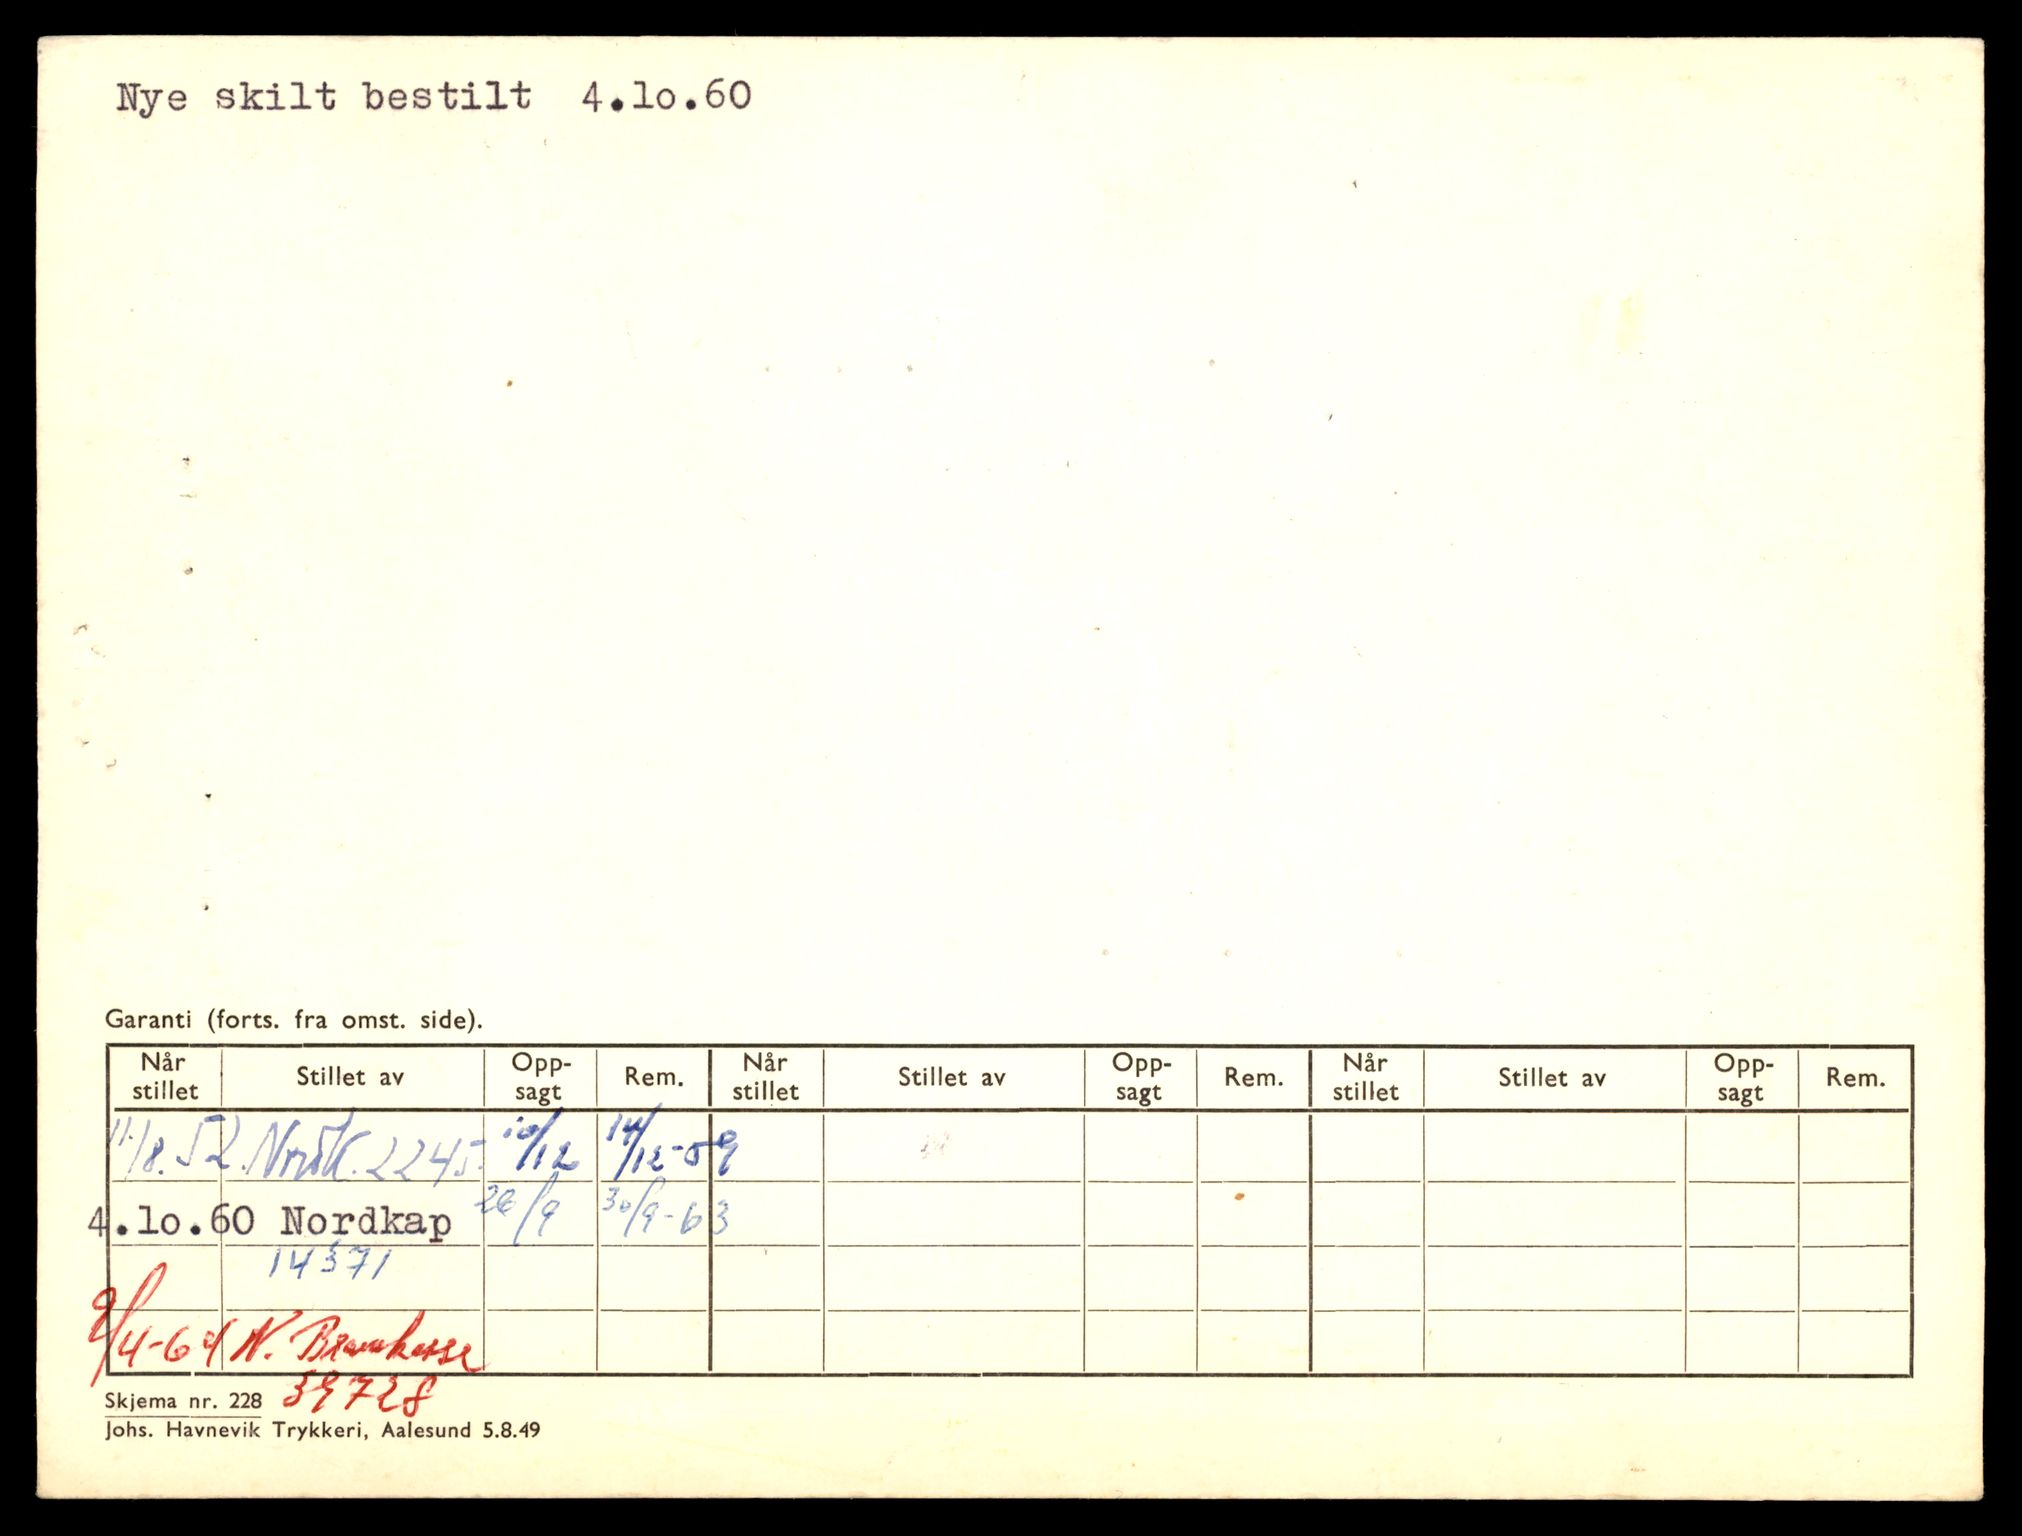 Nye skilt bestilt 4.lo.60
Garanti (forts. fra omst. side).
Når stillet Stillet av Opp-sagt Rem. Når stillet Stillet av Opp-sagt Rem. Når stillet Stillet av Opp-sagt Rem.
11/8.52. Nordk. 2245. 10/12 14/12-59
4.lo.60 Nordkap 26/9 30/9-63
14371
9/4-64 N. Brannkasse
39728
Skjema nr. 228
Johs. Havnevik Trykkeri, Aalesund 5.8.49